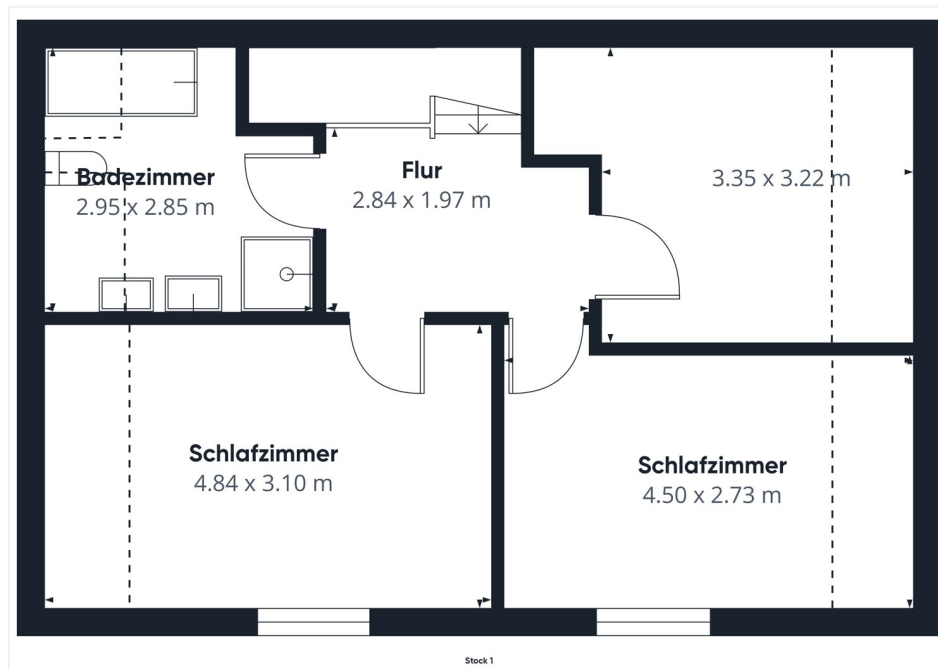 Badezimmer
2.95 x 2.85 m
Flur
2.84 x 1.97 m
3.35 x 3.22 m
Schlafzimmer
4.84 x 3.10 m
Schlafzimmer
4.50 x 2.73 m
Stock 1